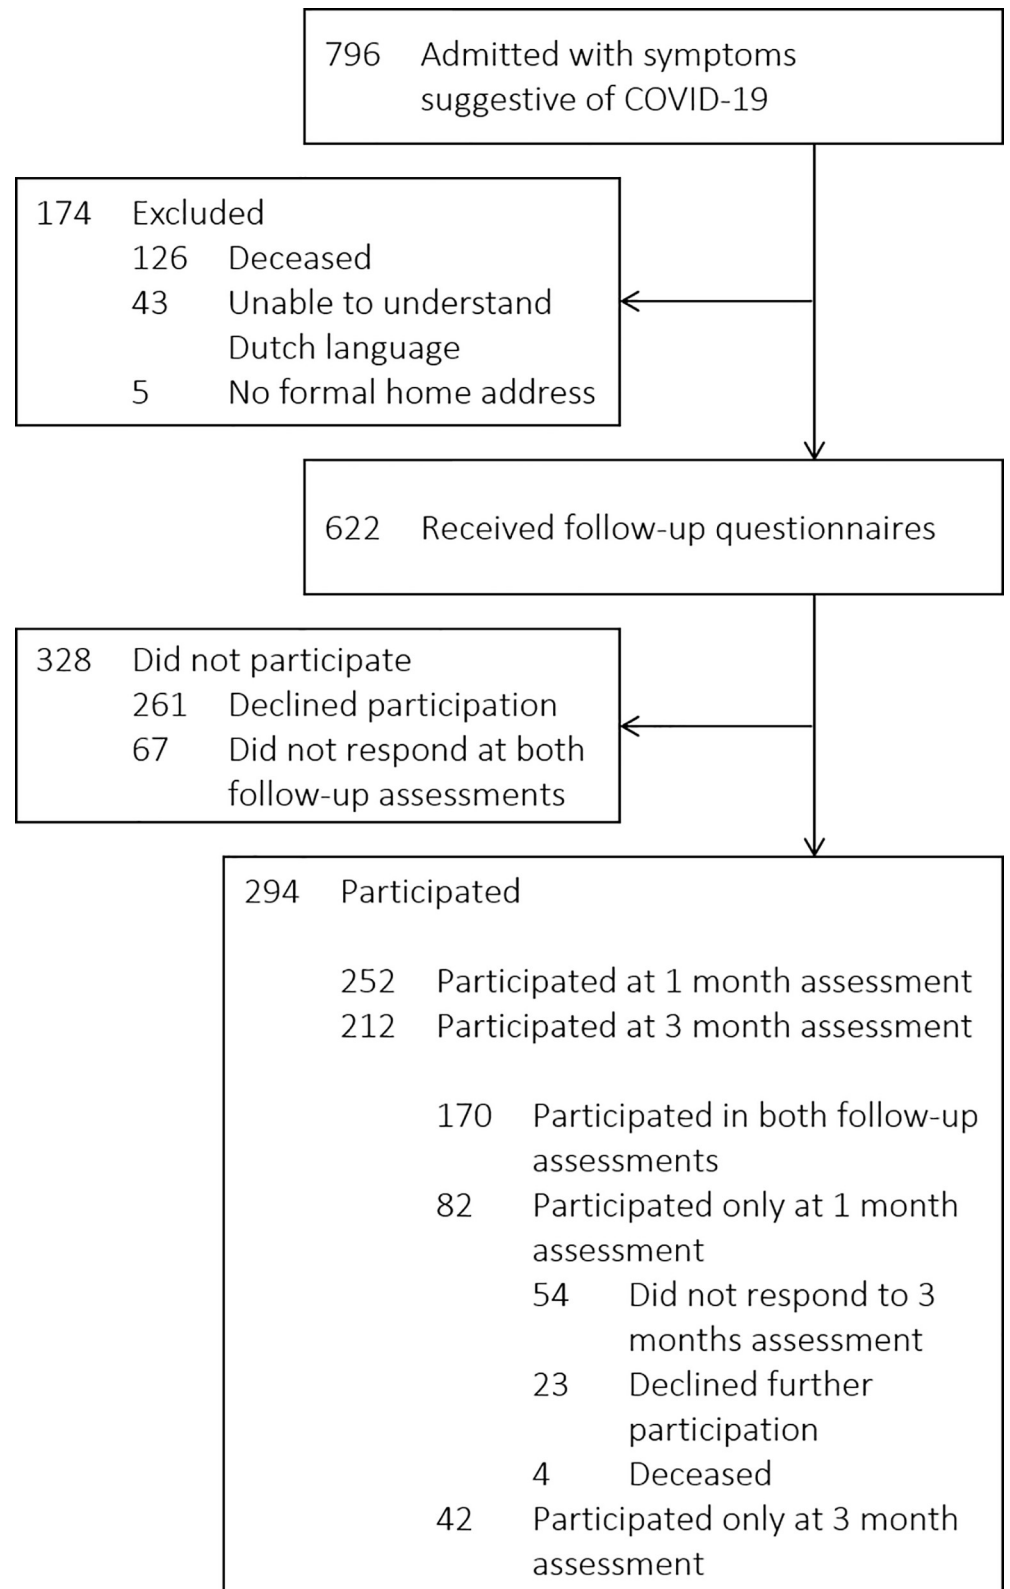 796 Admitted with symptoms
suggestive of COVID-19
174 Excluded
126 Deceased
43 Unable to understand
Dutch language
5 No formal home address
622 Received follow-up questionnaires
328 Did not participate
261 Declined participation
67 Did not respond at both
follow-up assessments
294 Participated
252 Participated at 1 month assessment
212 Participated at 3 month assessment
170 Participated in both follow-up
assessments
82 Participated only at 1 month
assessment
54 Did not respond to 3
months assessment
23 Declined further
participation
4 Deceased
42 Participated only at 3 month
assessment